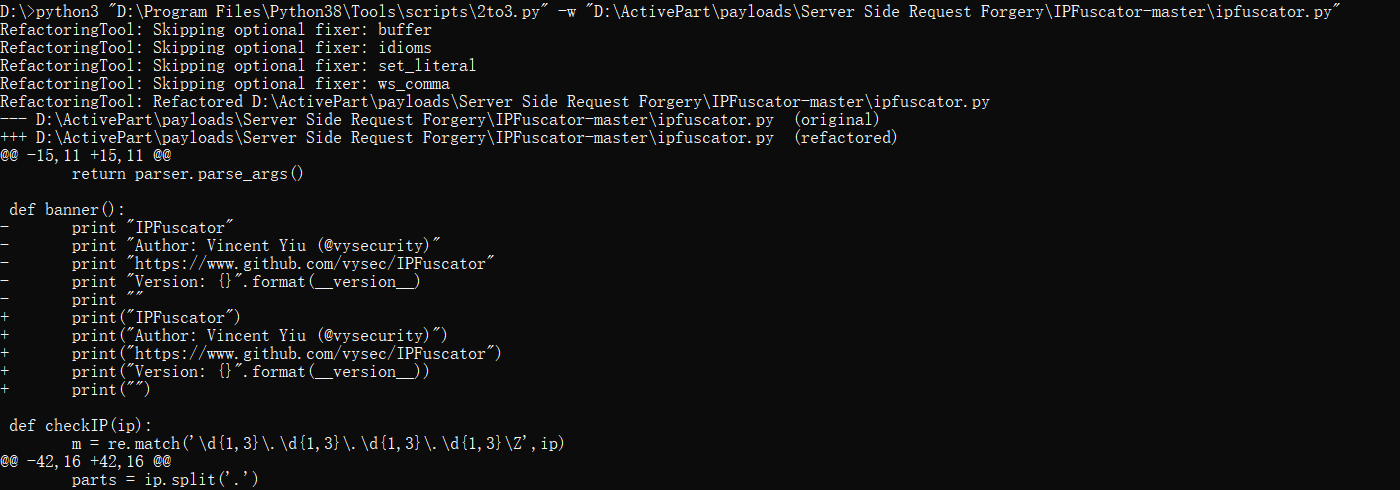 D:\>python3 "D:\Program Files\Python38\Tools\scripts\2to3.py" -w "D:\ActivePart\payloads\Server Side Request Forgery\IPFuscator-master\ipfuscator.py"
RefactoringTool: Skipping optional fixer: buffer
RefactoringTool: Skipping optional fixer: idioms
RefactoringTool: Skipping optional fixer: set_literal
RefactoringTool: Skipping optional fixer: ws_comma
RefactoringTool: Refactored D:\ActivePart\payloads\Server Side Request Forgery\IPFuscator-master\ipfuscator.py
--- D:\ActivePart\payloads\Server Side Request Forgery\IPFuscator-master\ipfuscator.py  (original)
+++ D:\ActivePart\payloads\Server Side Request Forgery\IPFuscator-master\ipfuscator.py  (refactored)
@@ -15,11 +15,11 @@
        return parser.parse_args()
 def banner():
-       print "IPFuscator"
-       print "Author: Vincent Yiu (@vysecurity)"
-       print "https://www.github.com/vysec/IPFuscator"
-       print "Version: {}".format(__version__)
-       print ""
+       print("IPFuscator")
+       print("Author: Vincent Yiu (@vysecurity)")
+       print("https://www.github.com/vysec/IPFuscator")
+       print("Version: {}".format(__version__))
+       print("")
 def checkIP(ip):
        m = re.match('\d{1,3}\.\d{1,3}\.\d{1,3}\.\d{1,3}\Z',ip)
@@ -42,16 +42,16 @@
        parts = ip.split('.')